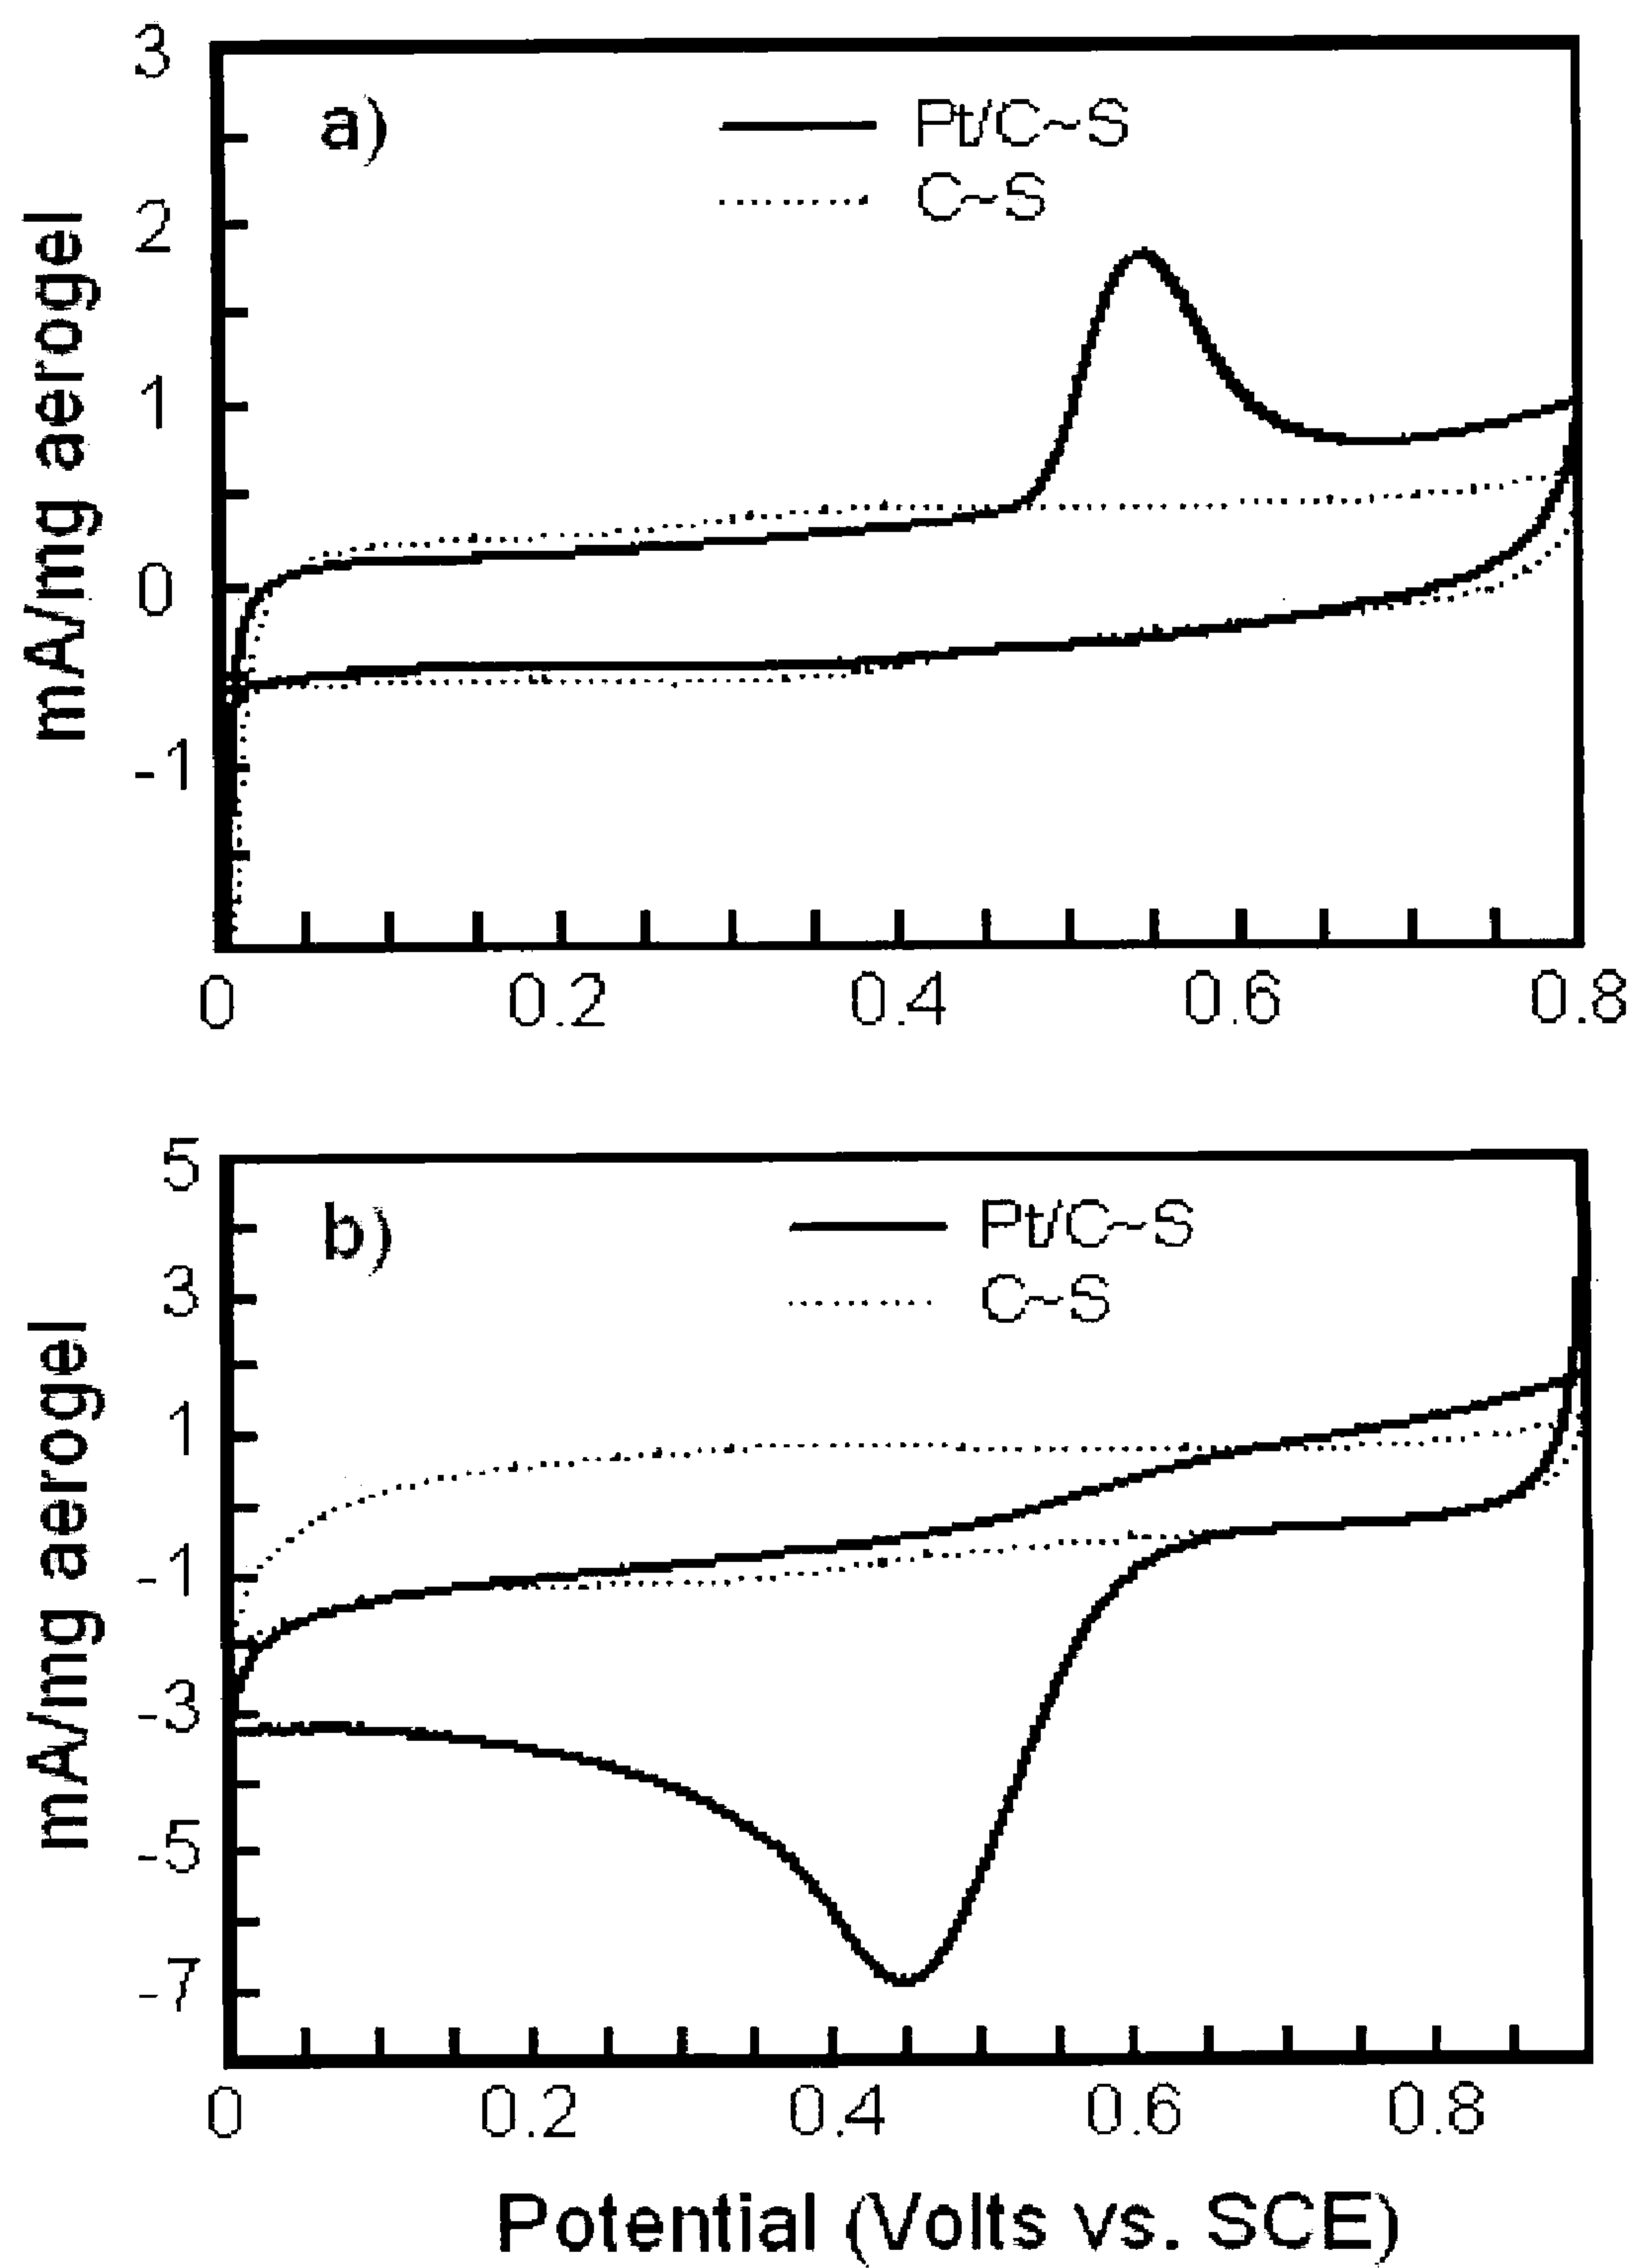 3
a)
Pt/C~S
C~S
2
1
0
-1
mA/mg aerogel
0 0.2 0.4 0.6 0.8
5
b)
Pt/C~S
C~S
3
1
-1
-3
-5
-7
mA/mg aerogel
0 0.2 0.4 0.6 0.8
Potential (Volts vs. SCE)